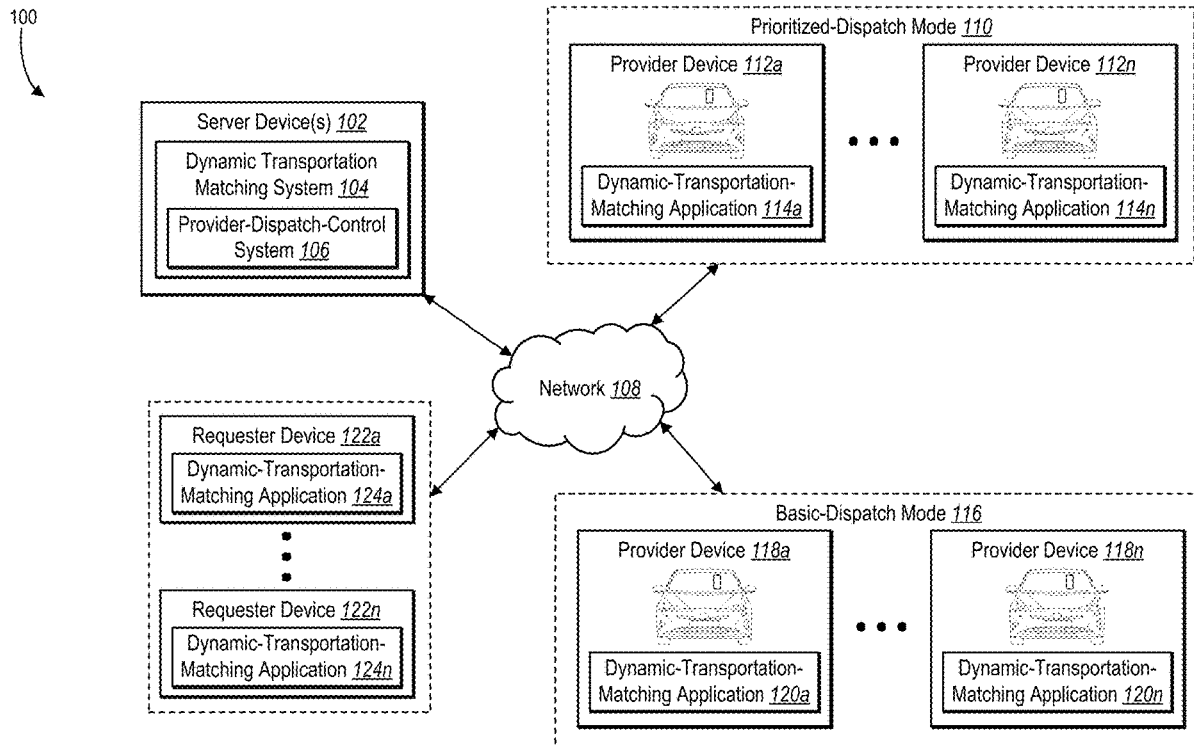 100
Server Device(s) 102
Dynamic Transportation
Matching System 104
Provider-Dispatch-Control
System 106
Prioritized-Dispatch Mode 110
Provider Device 112a
Dynamic-Transportation-
Matching Application 114a
Provider Device 112n
Dynamic-Transportation-
Matching Application 114n
Network 108
Requester Device 122a
Dynamic-Transportation-
Matching Application 124a
Requester Device 122n
Dynamic-Transportation-
Matching Application 124n
Basic-Dispatch Mode 116
Provider Device 118a
Dynamic-Transportation-
Matching Application 120a
Provider Device 118n
Dynamic-Transportation-
Matching Application 120n